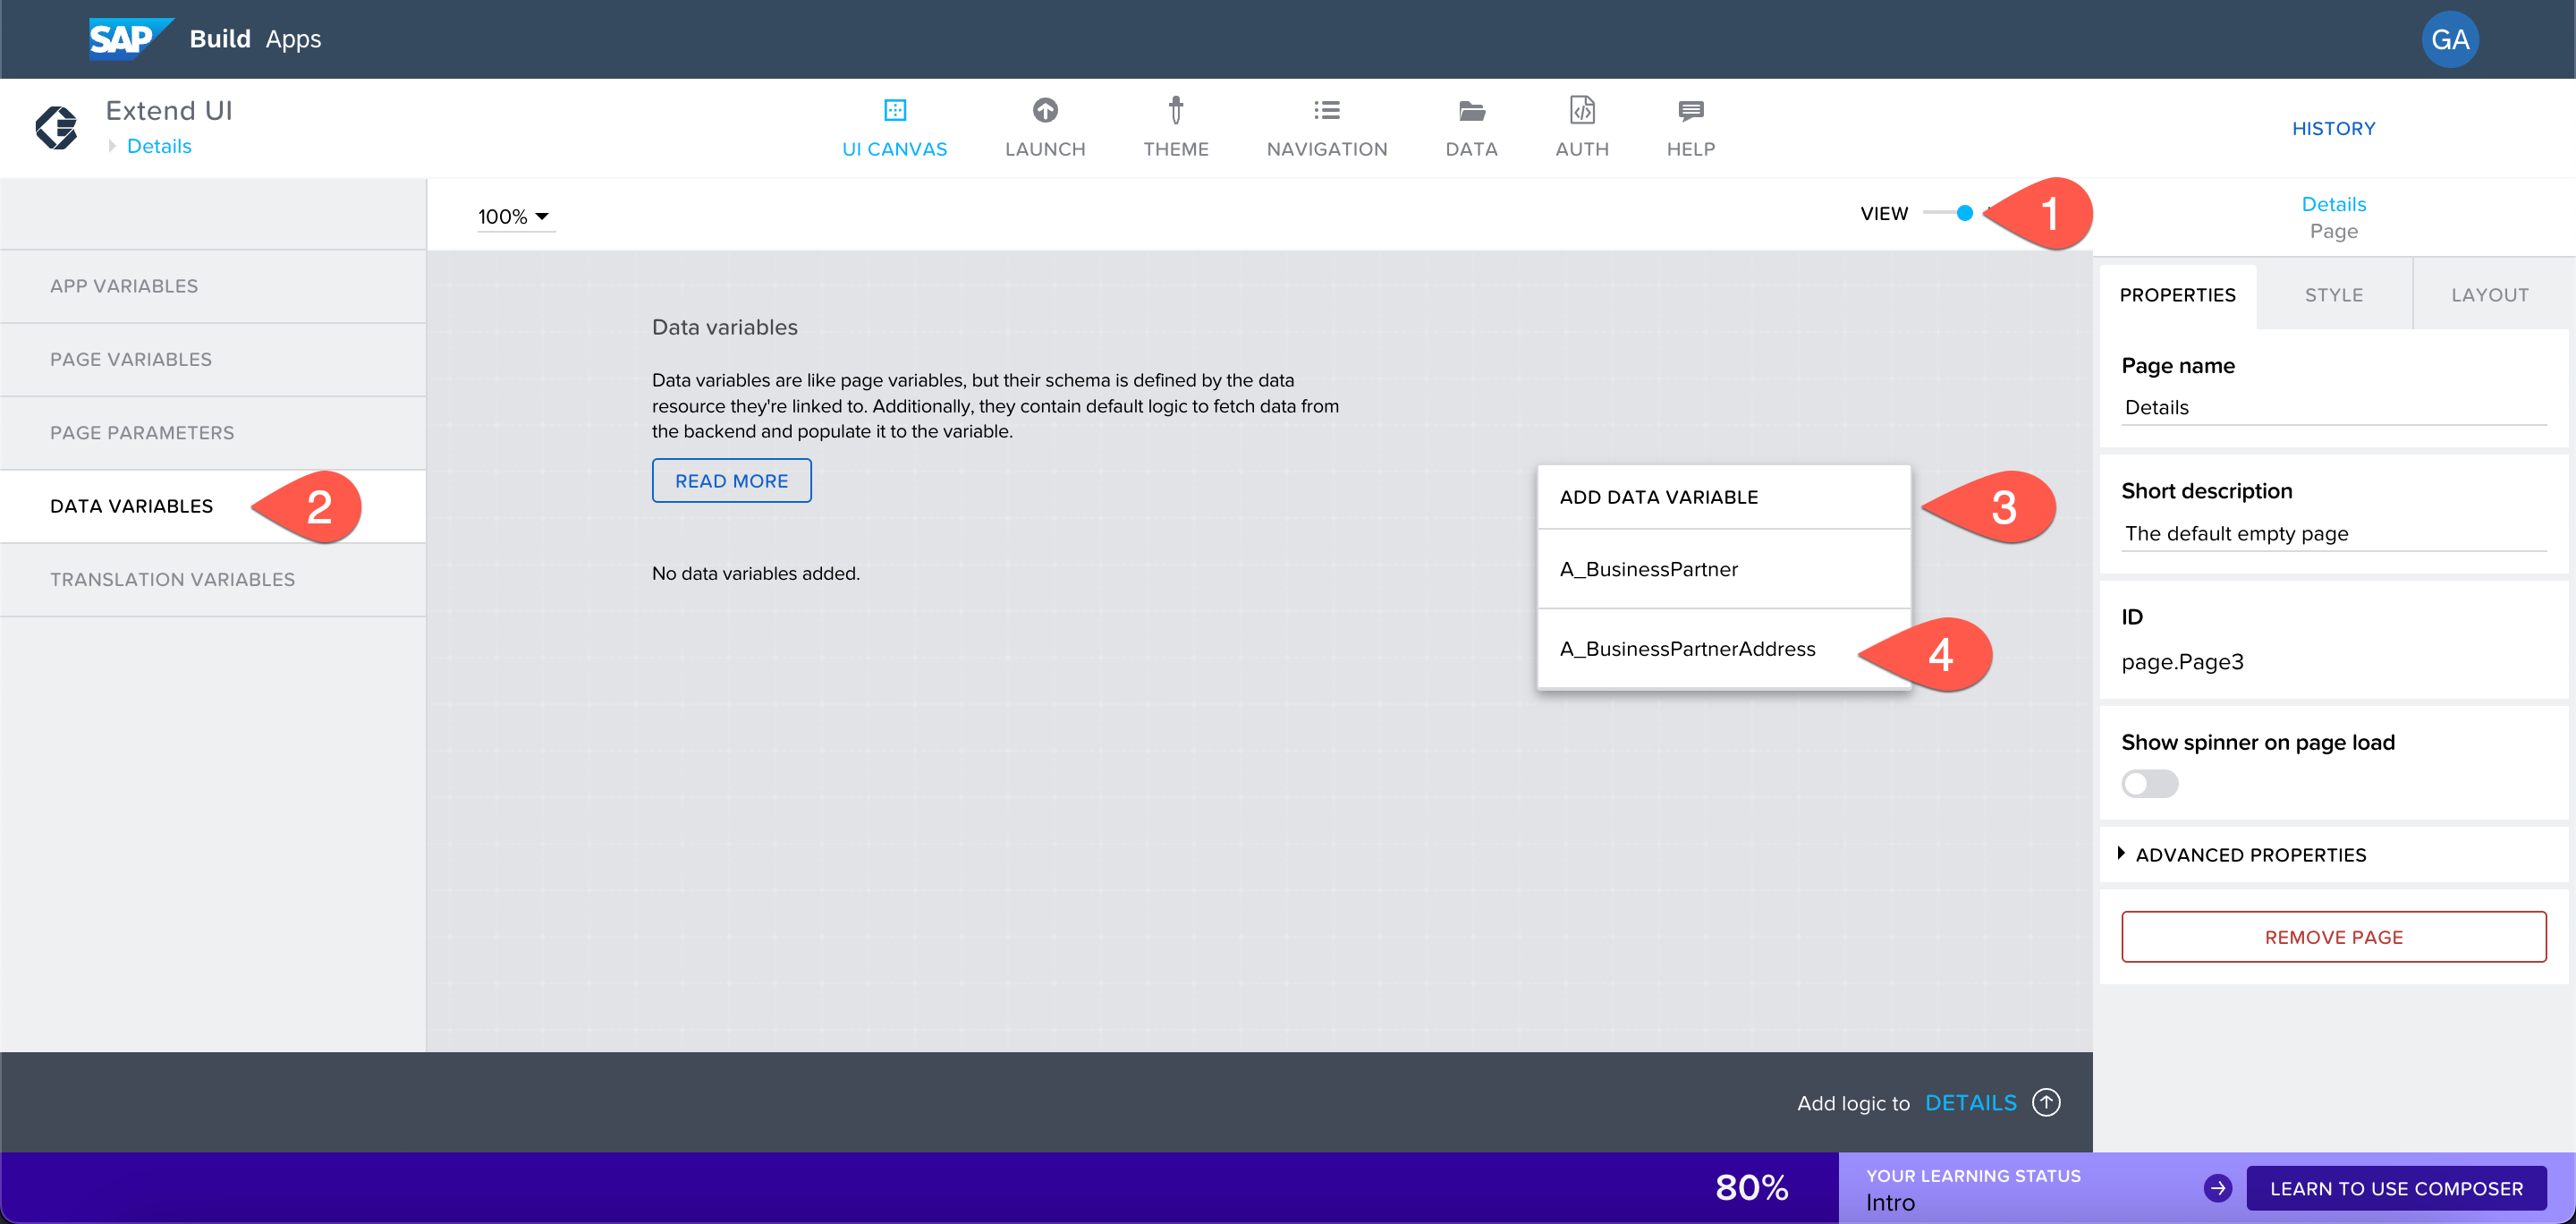 SAP Build Apps
GA
Extend UI
Details
UI CANVAS
LAUNCH
THEME
NAVIGATION
DATA
AUTH
HELP
HISTORY
100%
VIEW
1
Details
Page
APP VARIABLES
PAGE VARIABLES
PAGE PARAMETERS
DATA VARIABLES
2
TRANSLATION VARIABLES
Data variables
Data variables are like page variables, but their schema is defined by the data
resource they're linked to. Additionally, they contain default logic to fetch data from
the backend and populate it to the variable.
READ MORE
No data variables added.
ADD DATA VARIABLE
3
A_BusinessPartner
A_BusinessPartnerAddress
4
PROPERTIES
STYLE
LAYOUT
Page name
Details
Short description
The default empty page
ID
page.Page3
Show spinner on page load
ADVANCED PROPERTIES
REMOVE PAGE
Add logic to DETAILS
80%
YOUR LEARNING STATUS
Intro
LEARN TO USE COMPOSER